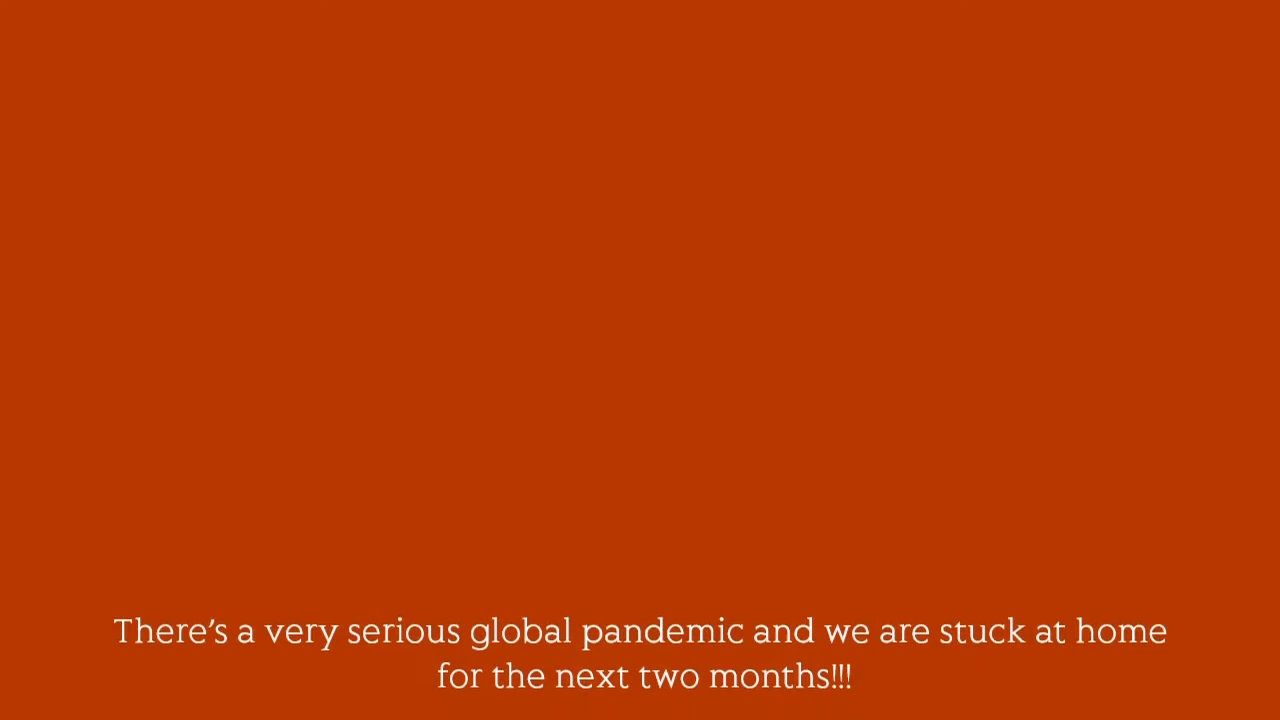 There’s a very serious global pandemic and we are stuck at home
for the next two months!!!